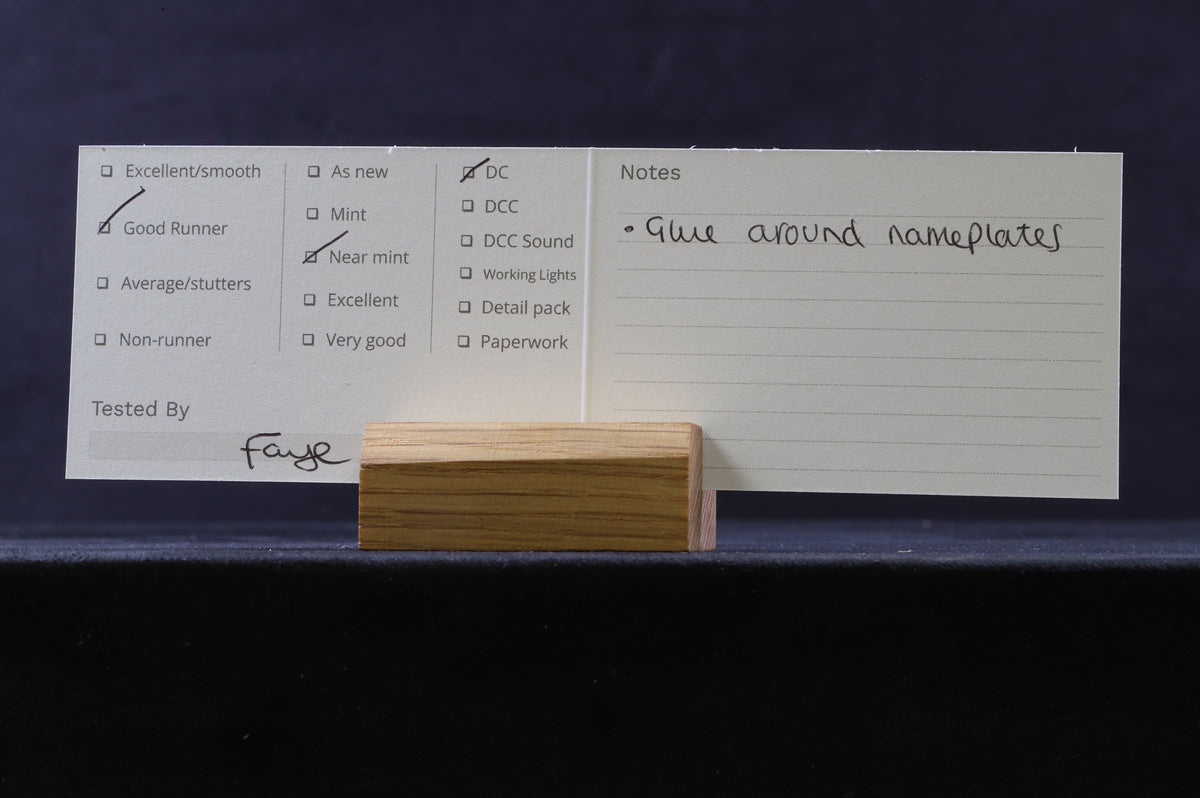 Excellent/smooth
Good Runner
Average/stutters
Non-runner
As new
Mint
Near mint
Excellent
Very good
DC
DCC
DCC Sound
Working Lights
Detail pack
Paperwork
Tested By
Faye
Notes
• Glue around nameplates